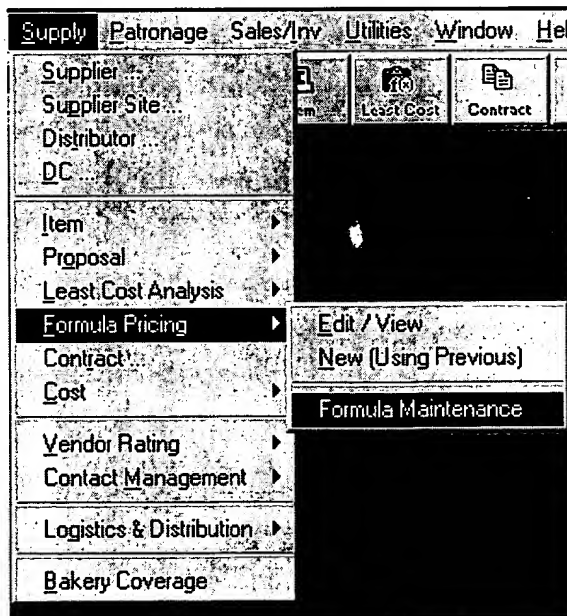 Supply Patronage Sales/Inv Utilities Window Hel
Supplier ...
Supplier Site ...
Distributor ...
DC ...
em Least Cost Contract
Item
Proposal
Least Cost Analysis
Formula Pricing
Edit / View
Contract ...
New (Using Previous)
Cost
Formula Maintenance
Vendor Rating
Contact Management
Logistics & Distribution
Bakery Coverage